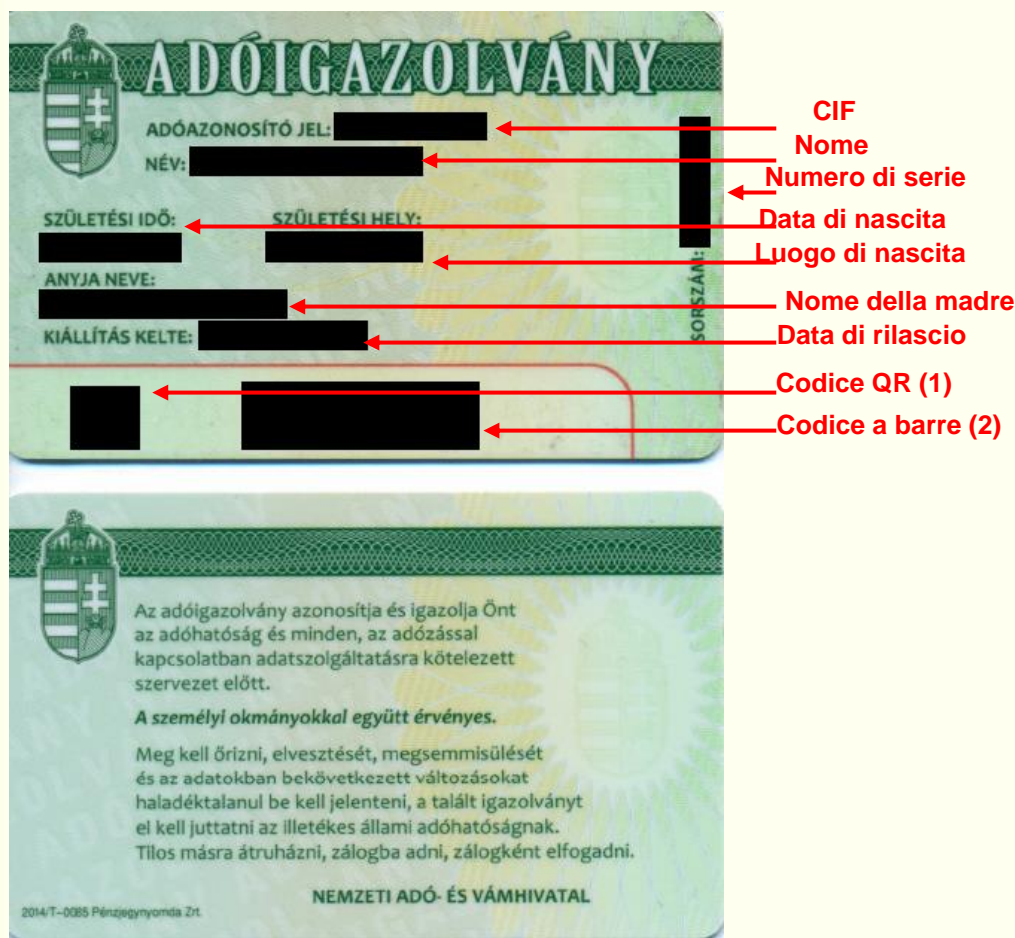 ADÓIGAZOLVÁNY
ADÓAZONOSÍTÓ JEL:
CIF
NÉV:
Nome
Numero di serie
SZÜLETÉSI IDŐ: SZÜLETÉSI HELY:
Data di nascita
Luogo di nascita
ANYJA NEVE:
SORSZÁM:
Nome della madre
KIÁLLÍTÁS KELTE:
Data di rilascio
Codice QR (1)
Codice a barre (2)
Az adóigazolvány azonosítja és igazolja Önt
az adóhatóság és minden, az adózással
kapcsolatban adatszolgáltatásra kötelezett
szervezet előtt.
A személyi okmányokkal együtt érvényes.
Meg kell őrizni, elvesztését, megsemmisülését
és az adatokban bekövetkezett változásokat
haladéktalanul be kell jelenteni, a talált igazolványt
el kell juttatni az illetékes állami adóhatóságnak.
Tilos másra átruházni, zálogba adni, zálogként elfogadni.
NEMZETI ADÓ- ÉS VÁMHIVATAL
2014/T-0085 Pénzjegynyomda Zrt.